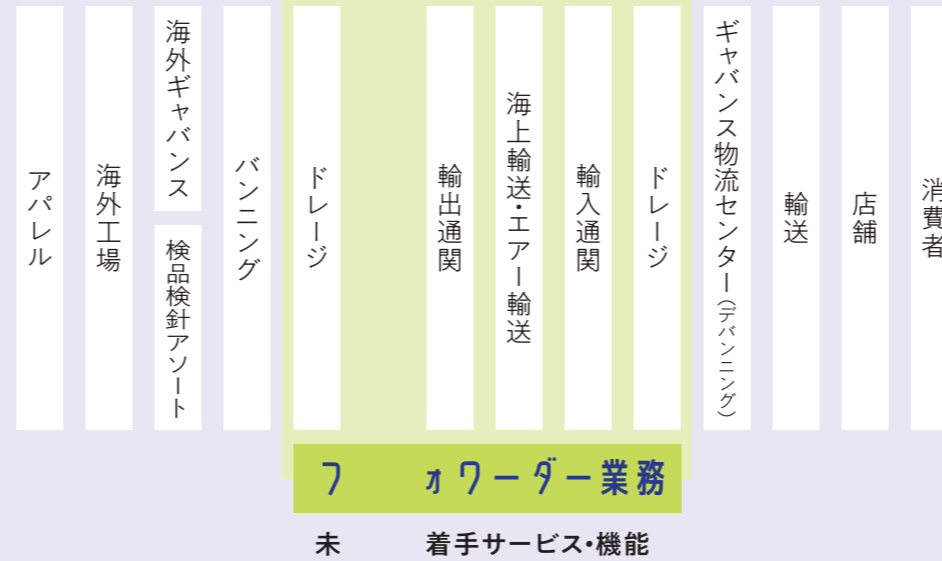 アパレル
海外工場
海外ギャバンス
検品検針アソート
バンニング
ドレージ
輸出通関
海上輸送・エアー輸送
輸入通関
ドレージ
ギャバンス物流センター(デバンニング)
輸送
店舗
消費者
フォワーダー業務
未着手サービス・機能